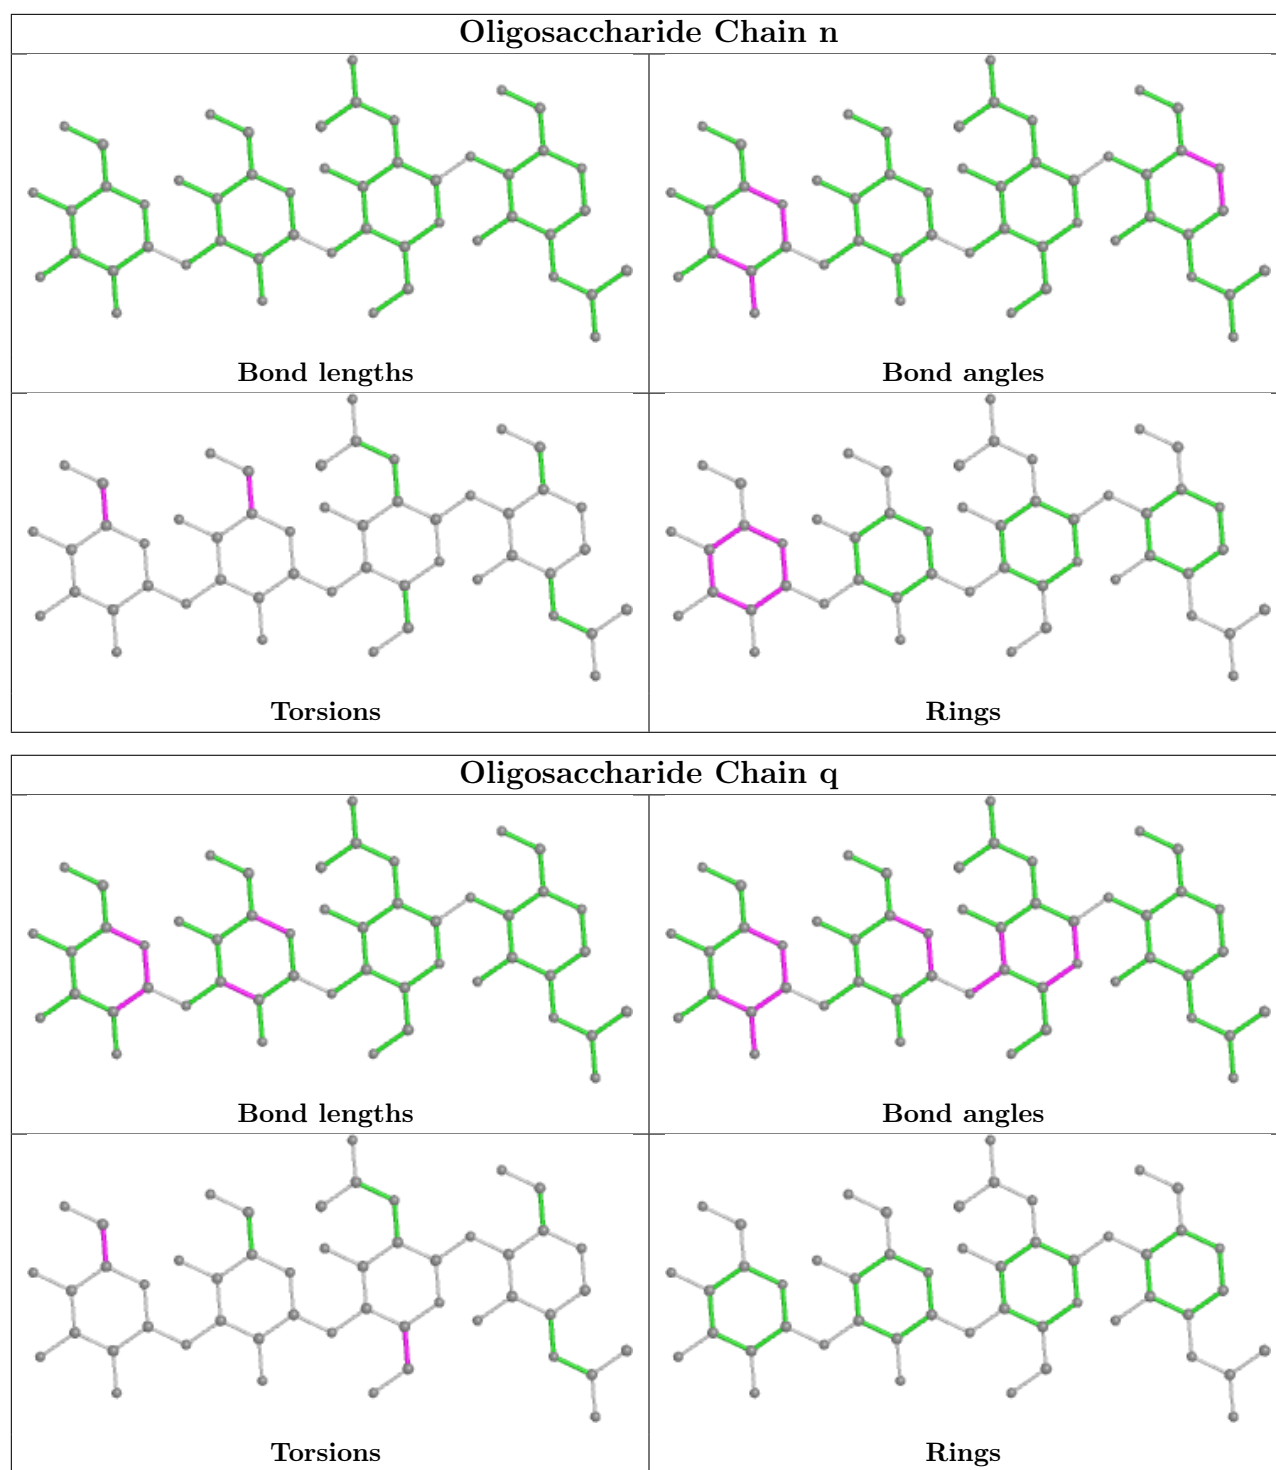 Oligosaccharide Chain n
Bond lengths
Bond angles
Torsions
Rings
Oligosaccharide Chain q
Bond lengths
Bond angles
Torsions
Rings